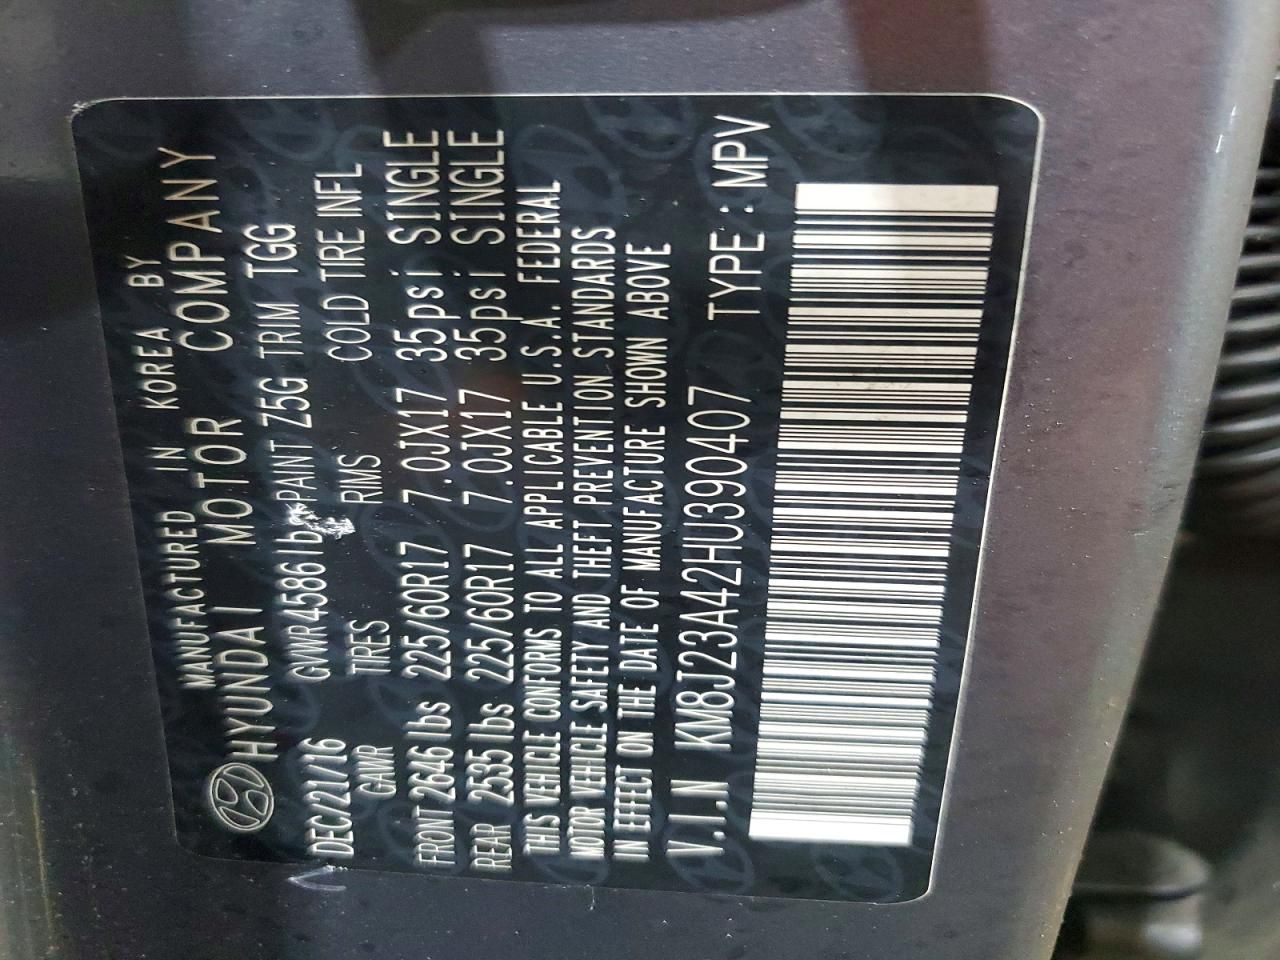 MANUFACTURED IN KOREA BY
HYUNDAI MOTOR COMPANY
DEC/21/16 GVWR 4586 lbs PAINT Z5G TRIM TGG
GAWR TIRES RIMS COLD TIRE INFL
FRONT 2646 lbs 225/60R17 7.0JX17 35psi SINGLE
REAR 2535 lbs 225/60R17 7.0JX17 35psi SINGLE
THIS VEHICLE CONFORMS TO ALL APPLICABLE U.S.A. FEDERAL
MOTOR VEHICLE SAFETY AND THEFT PREVENTION STANDARDS
IN EFFECT ON THE DATE OF MANUFACTURE SHOWN ABOVE
V.I.N KM8J23A42HU390407 TYPE : MPV